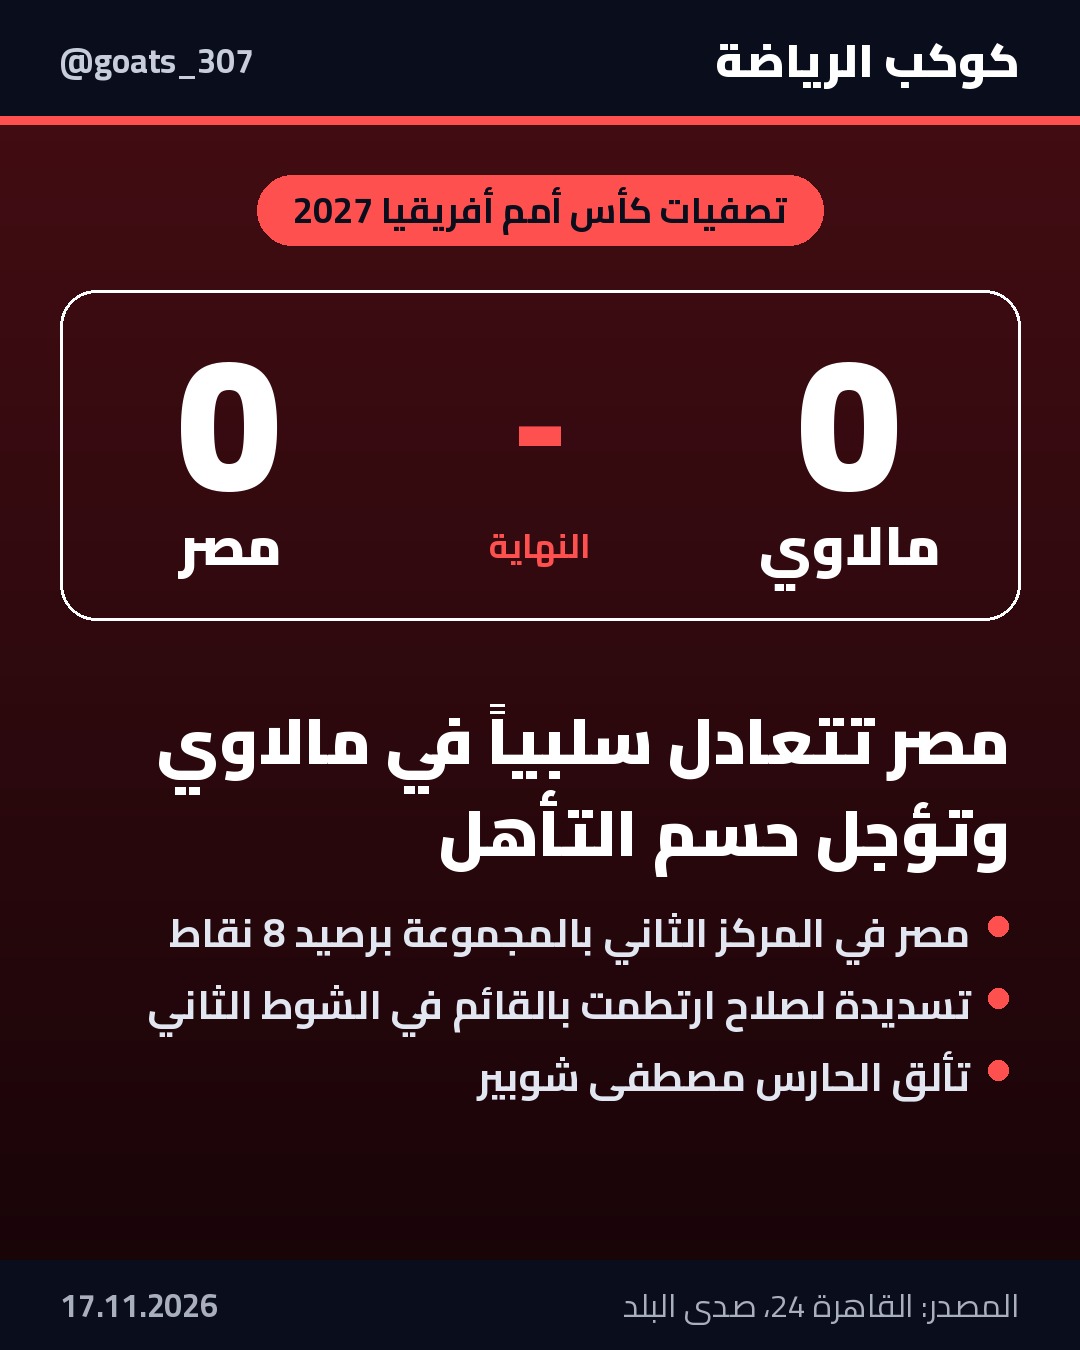 كوكب الرياضة
@goats_307
تصفيات كأس أمم أفريقيا 2027
0 - 0
مالاوي النهاية مصر
مصر تتعادل سلبياً في مالاوي
وتؤجل حسم التأهل
مصر في المركز الثاني بالمجموعة برصيد 8 نقاط
تسديدة لصلاح ارتطمت بالقائم في الشوط الثاني
تألق الحارس مصطفى شوبير
المصدر: القاهرة 24، صدى البلد
17.11.2026